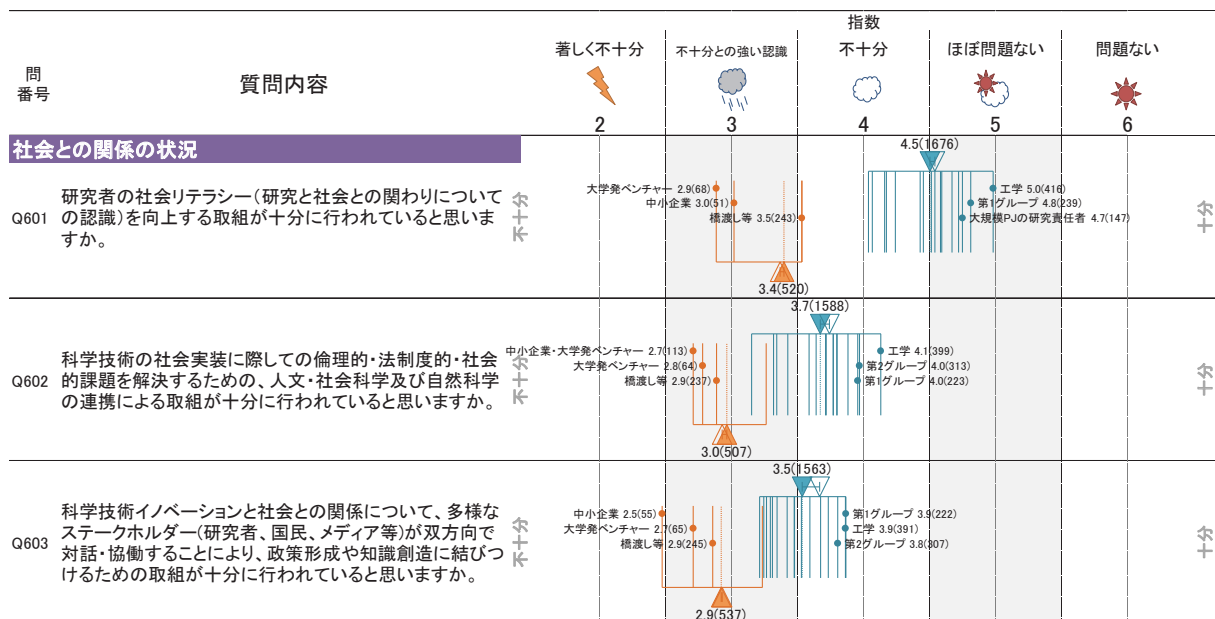 指数
著しく不十分
不十分との強い認識
不十分
ほぼ問題ない
問題ない
問
番号
質問内容
2
3
4
5
6
社会との関係の状況
Q601
研究者の社会リテラシー(研究と社会との関わりについて
の認識)を向上する取組が十分に行われていると思いま
すか。
不十分
4.5(1676)
大学発ベンチャー 2.9(68)
中小企業 3.0(51)
橋渡し等 3.5(243)
工学 5.0(416)
第1グループ 4.8(239)
大規模PJの研究責任者 4.7(147)
3.4(520)
十分
Q602
科学技術の社会実装に際しての倫理的・法制度的・社会
的課題を解決するための、人文・社会科学及び自然科学
の連携による取組が十分に行われていると思いますか。
不十分
3.7(1588)
中小企業・大学発ベンチャー 2.7(113)
大学発ベンチャー 2.8(64)
橋渡し等 2.9(237)
工学 4.1(399)
第2グループ 4.0(313)
第1グループ 4.0(223)
3.0(507)
十分
Q603
科学技術イノベーションと社会との関係について、多様な
ステークホルダー(研究者、国民、メディア等)が双方向で
対話・協働することにより、政策形成や知識創造に結びつ
けるための取組が十分に行われていると思いますか。
不十分
3.5(1563)
中小企業 2.5(55)
大学発ベンチャー 2.7(65)
橋渡し等 2.9(245)
第1グループ 3.9(222)
工学 3.9(391)
第2グループ 3.8(307)
2.9(537)
十分